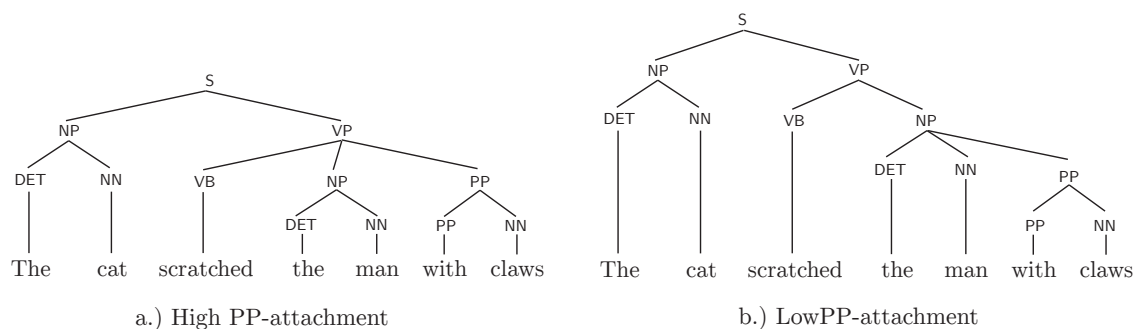 S
NP VP
DET NN VB NP PP
DET NN PP NN
The cat scratched the man with claws
a.) High PP-attachment
S
NP VP
DET NN VB NP
DET NN PP
PP NN
The cat scratched the man with claws
b.) LowPP-attachment